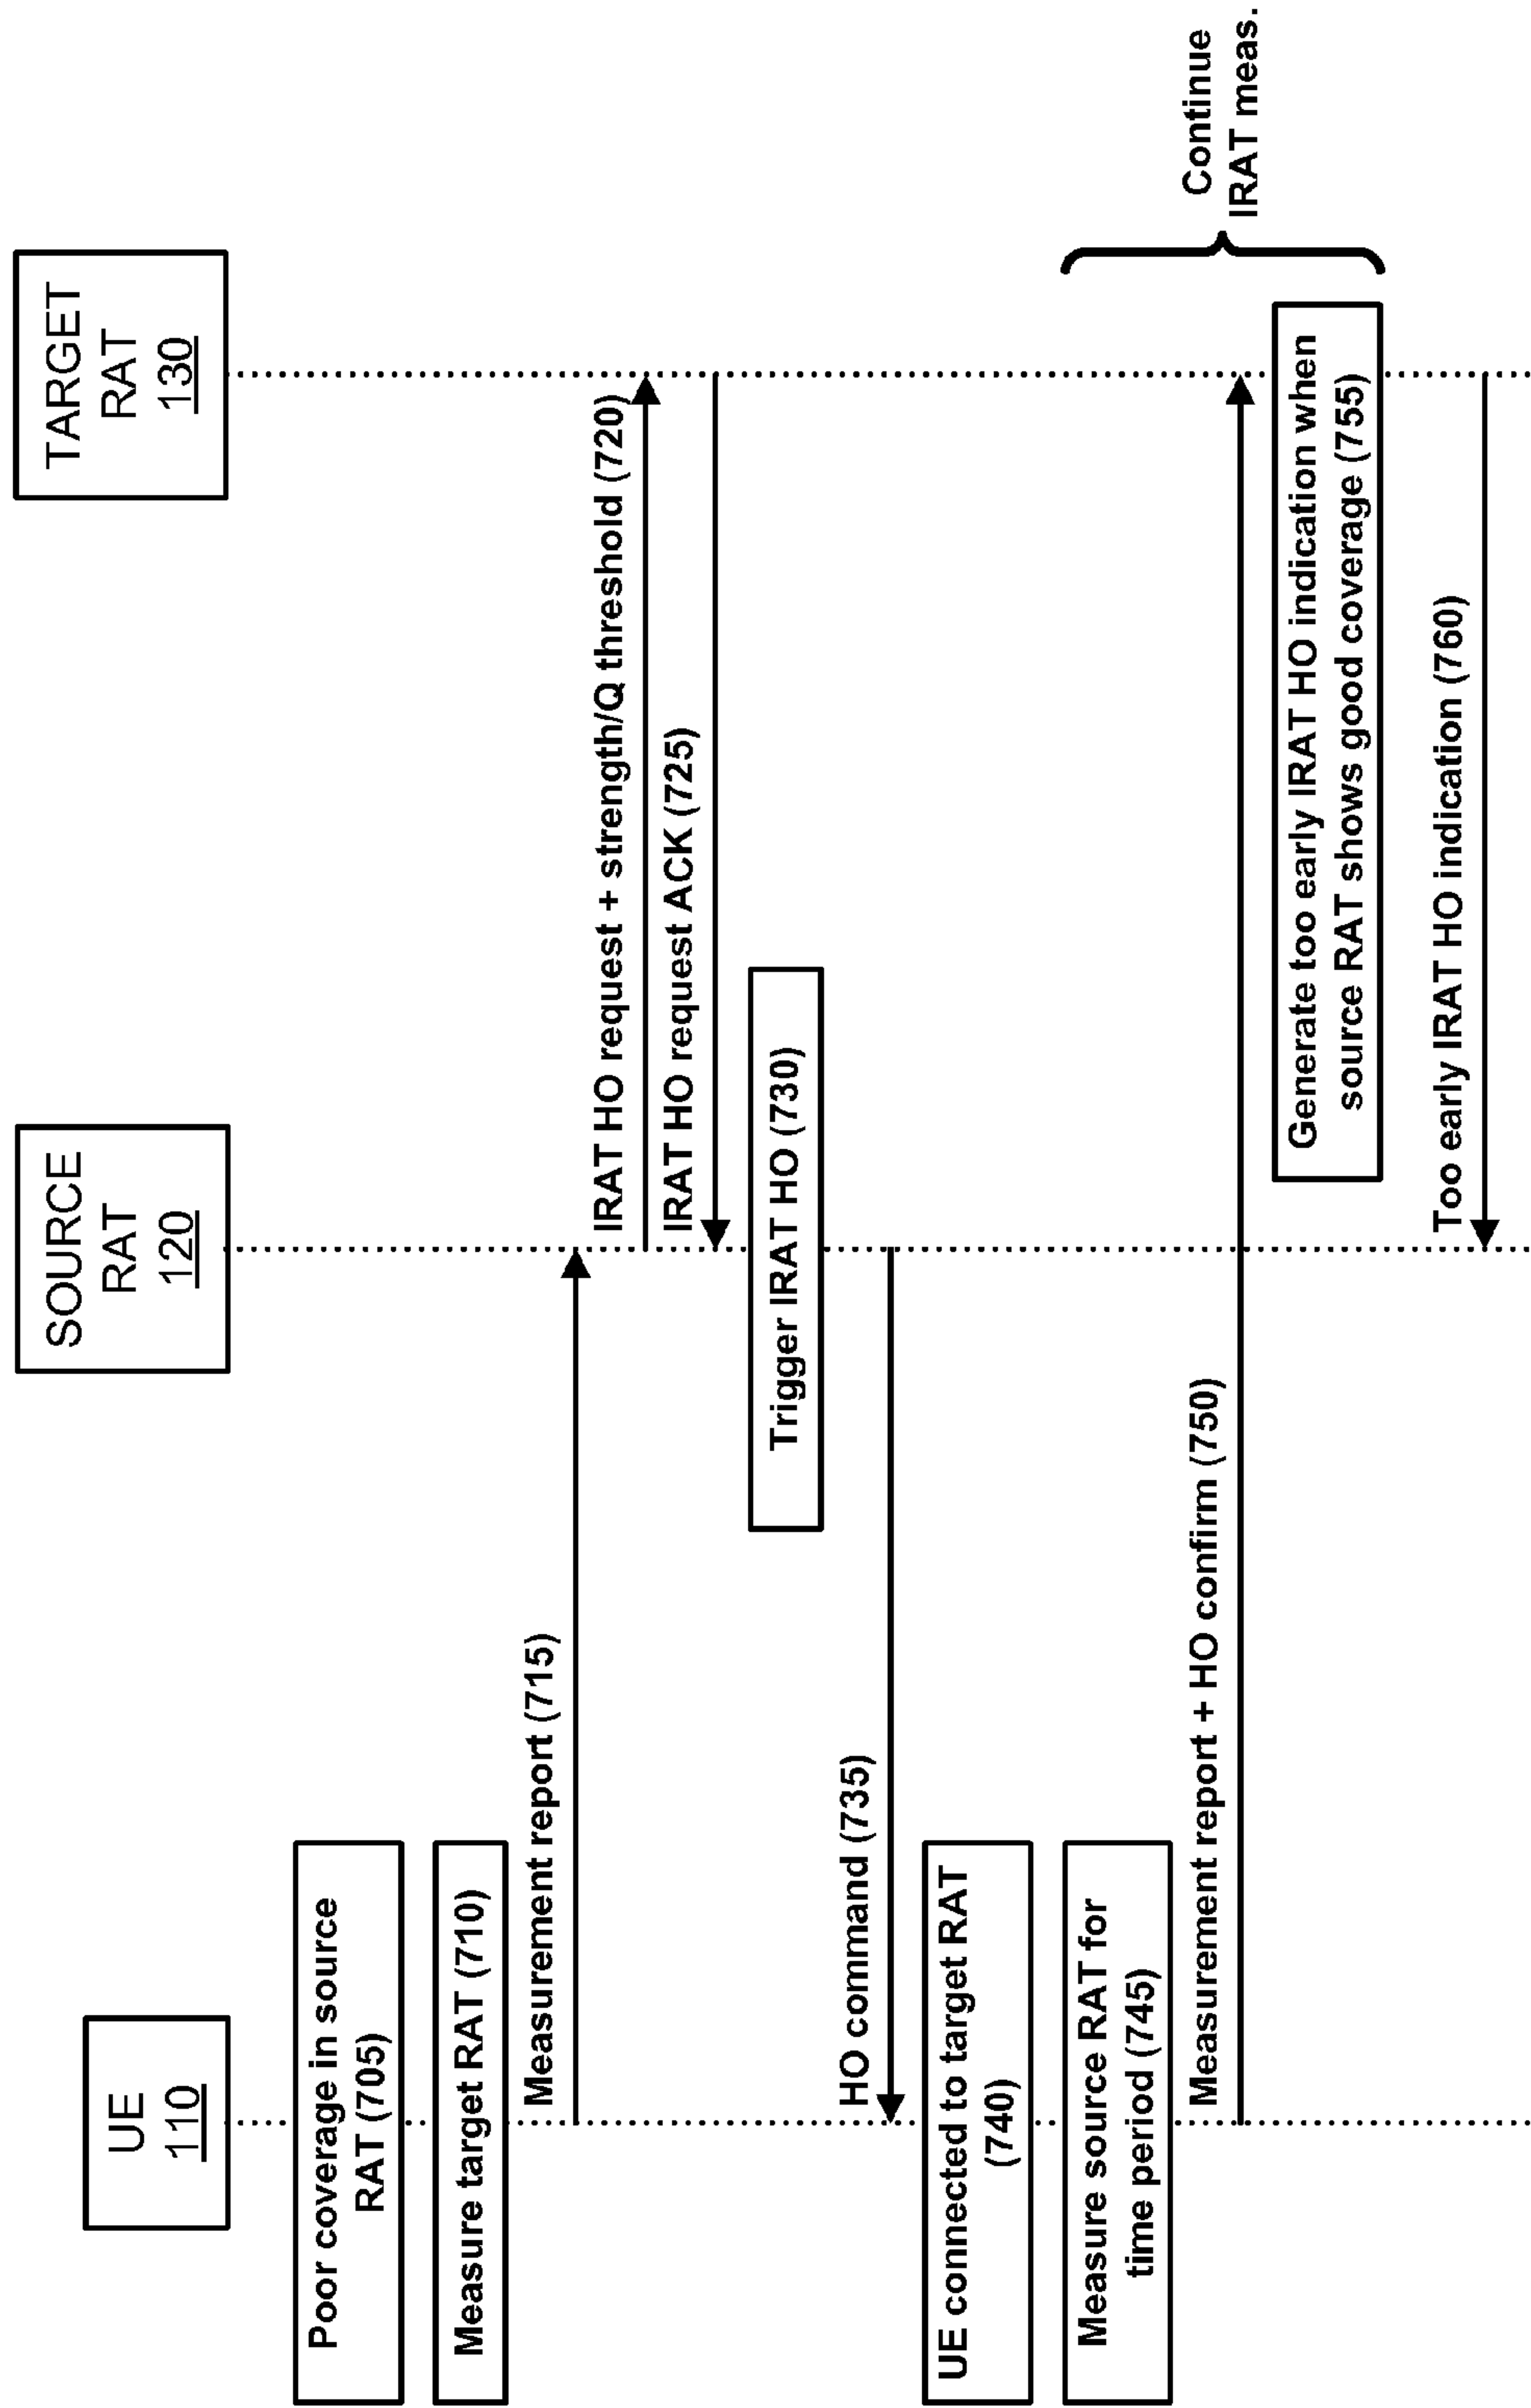 UE
110
SOURCE
RAT
120
TARGET
RAT
130
Poor coverage in source
RAT (705)
Measure target RAT (710)
Measurement report (715)
IRAT HO request + strength/Q threshold (720)
IRAT HO request ACK (725)
Trigger IRAT HO (730)
HO command (735)
UE connected to target RAT
(740)
Measure source RAT for
time period (745)
Measurement report + HO confirm (750)
Continue
IRAT meas.
Generate too early IRAT HO indication when
source RAT shows good coverage (755)
Too early IRAT HO indication (760)